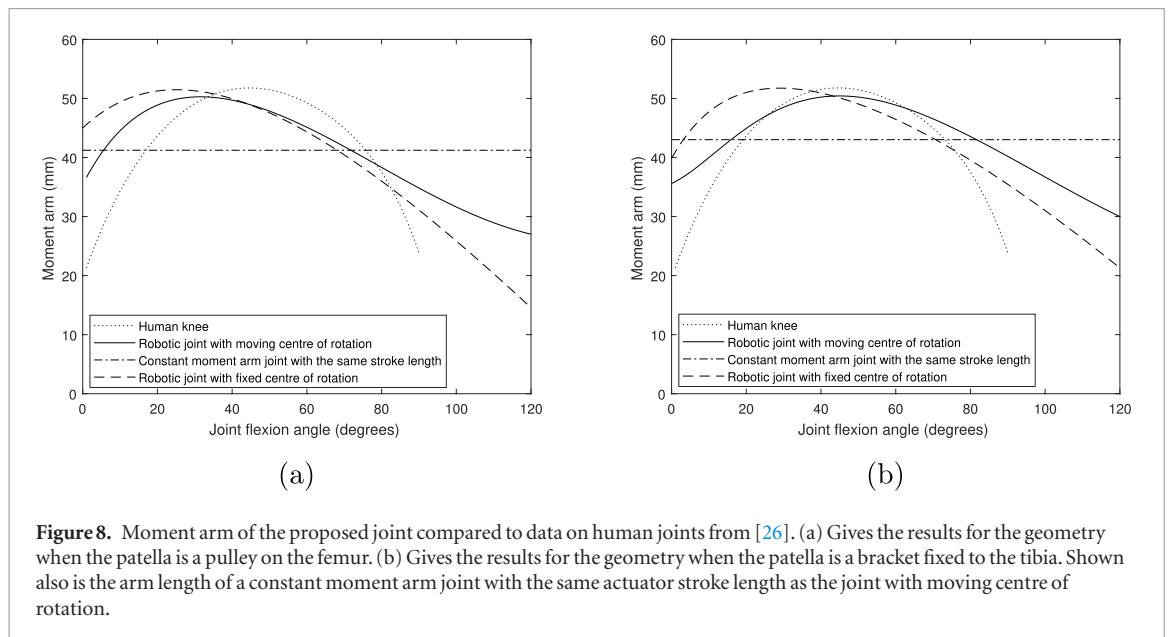 60
50
40
30
20
10
0
Moment arm (mm)
Human knee
Robotic joint with moving centre of rotation
Constant moment arm joint with the same stroke length
Robotic joint with fixed centre of rotation
0 20 40 60 80 100 120
Joint flexion angle (degrees)
(a)
60
50
40
30
20
10
0
Moment arm (mm)
Human knee
Robotic joint with moving centre of rotation
Constant moment arm joint with the same stroke length
Robotic joint with fixed centre of rotation
0 20 40 60 80 100 120
Joint flexion angle (degrees)
(b)
Figure 8. Moment arm of the proposed joint compared to data on human joints from [26]. (a) Gives the results for the geometry
when the patella is a pulley on the femur. (b) Gives the results for the geometry when the patella is a bracket fixed to the tibia. Shown
also is the arm length of a constant moment arm joint with the same actuator stroke length as the joint with moving centre of
rotation.